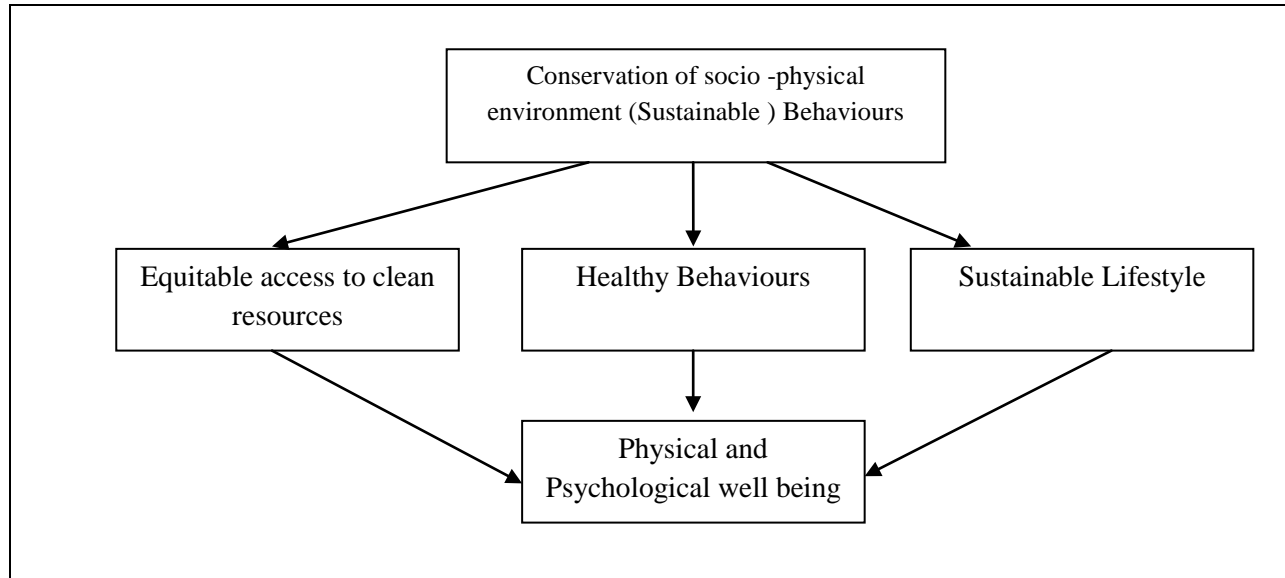 Conservation of socio -physical
environment (Sustainable ) Behaviours
Equitable access to clean
resources
Healthy Behaviours
Sustainable Lifestyle
Physical and
Psychological well being